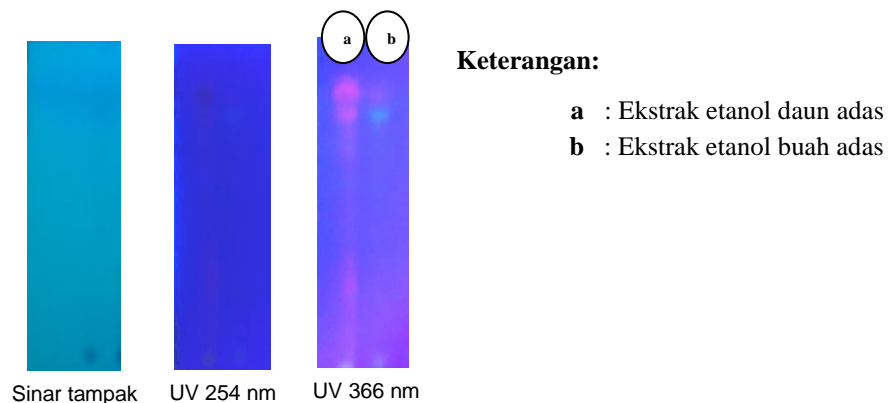 a b
Keterangan:
a : Ekstrak etanol daun adas
b : Ekstrak etanol buah adas
Sinar tampak UV 254 nm UV 366 nm